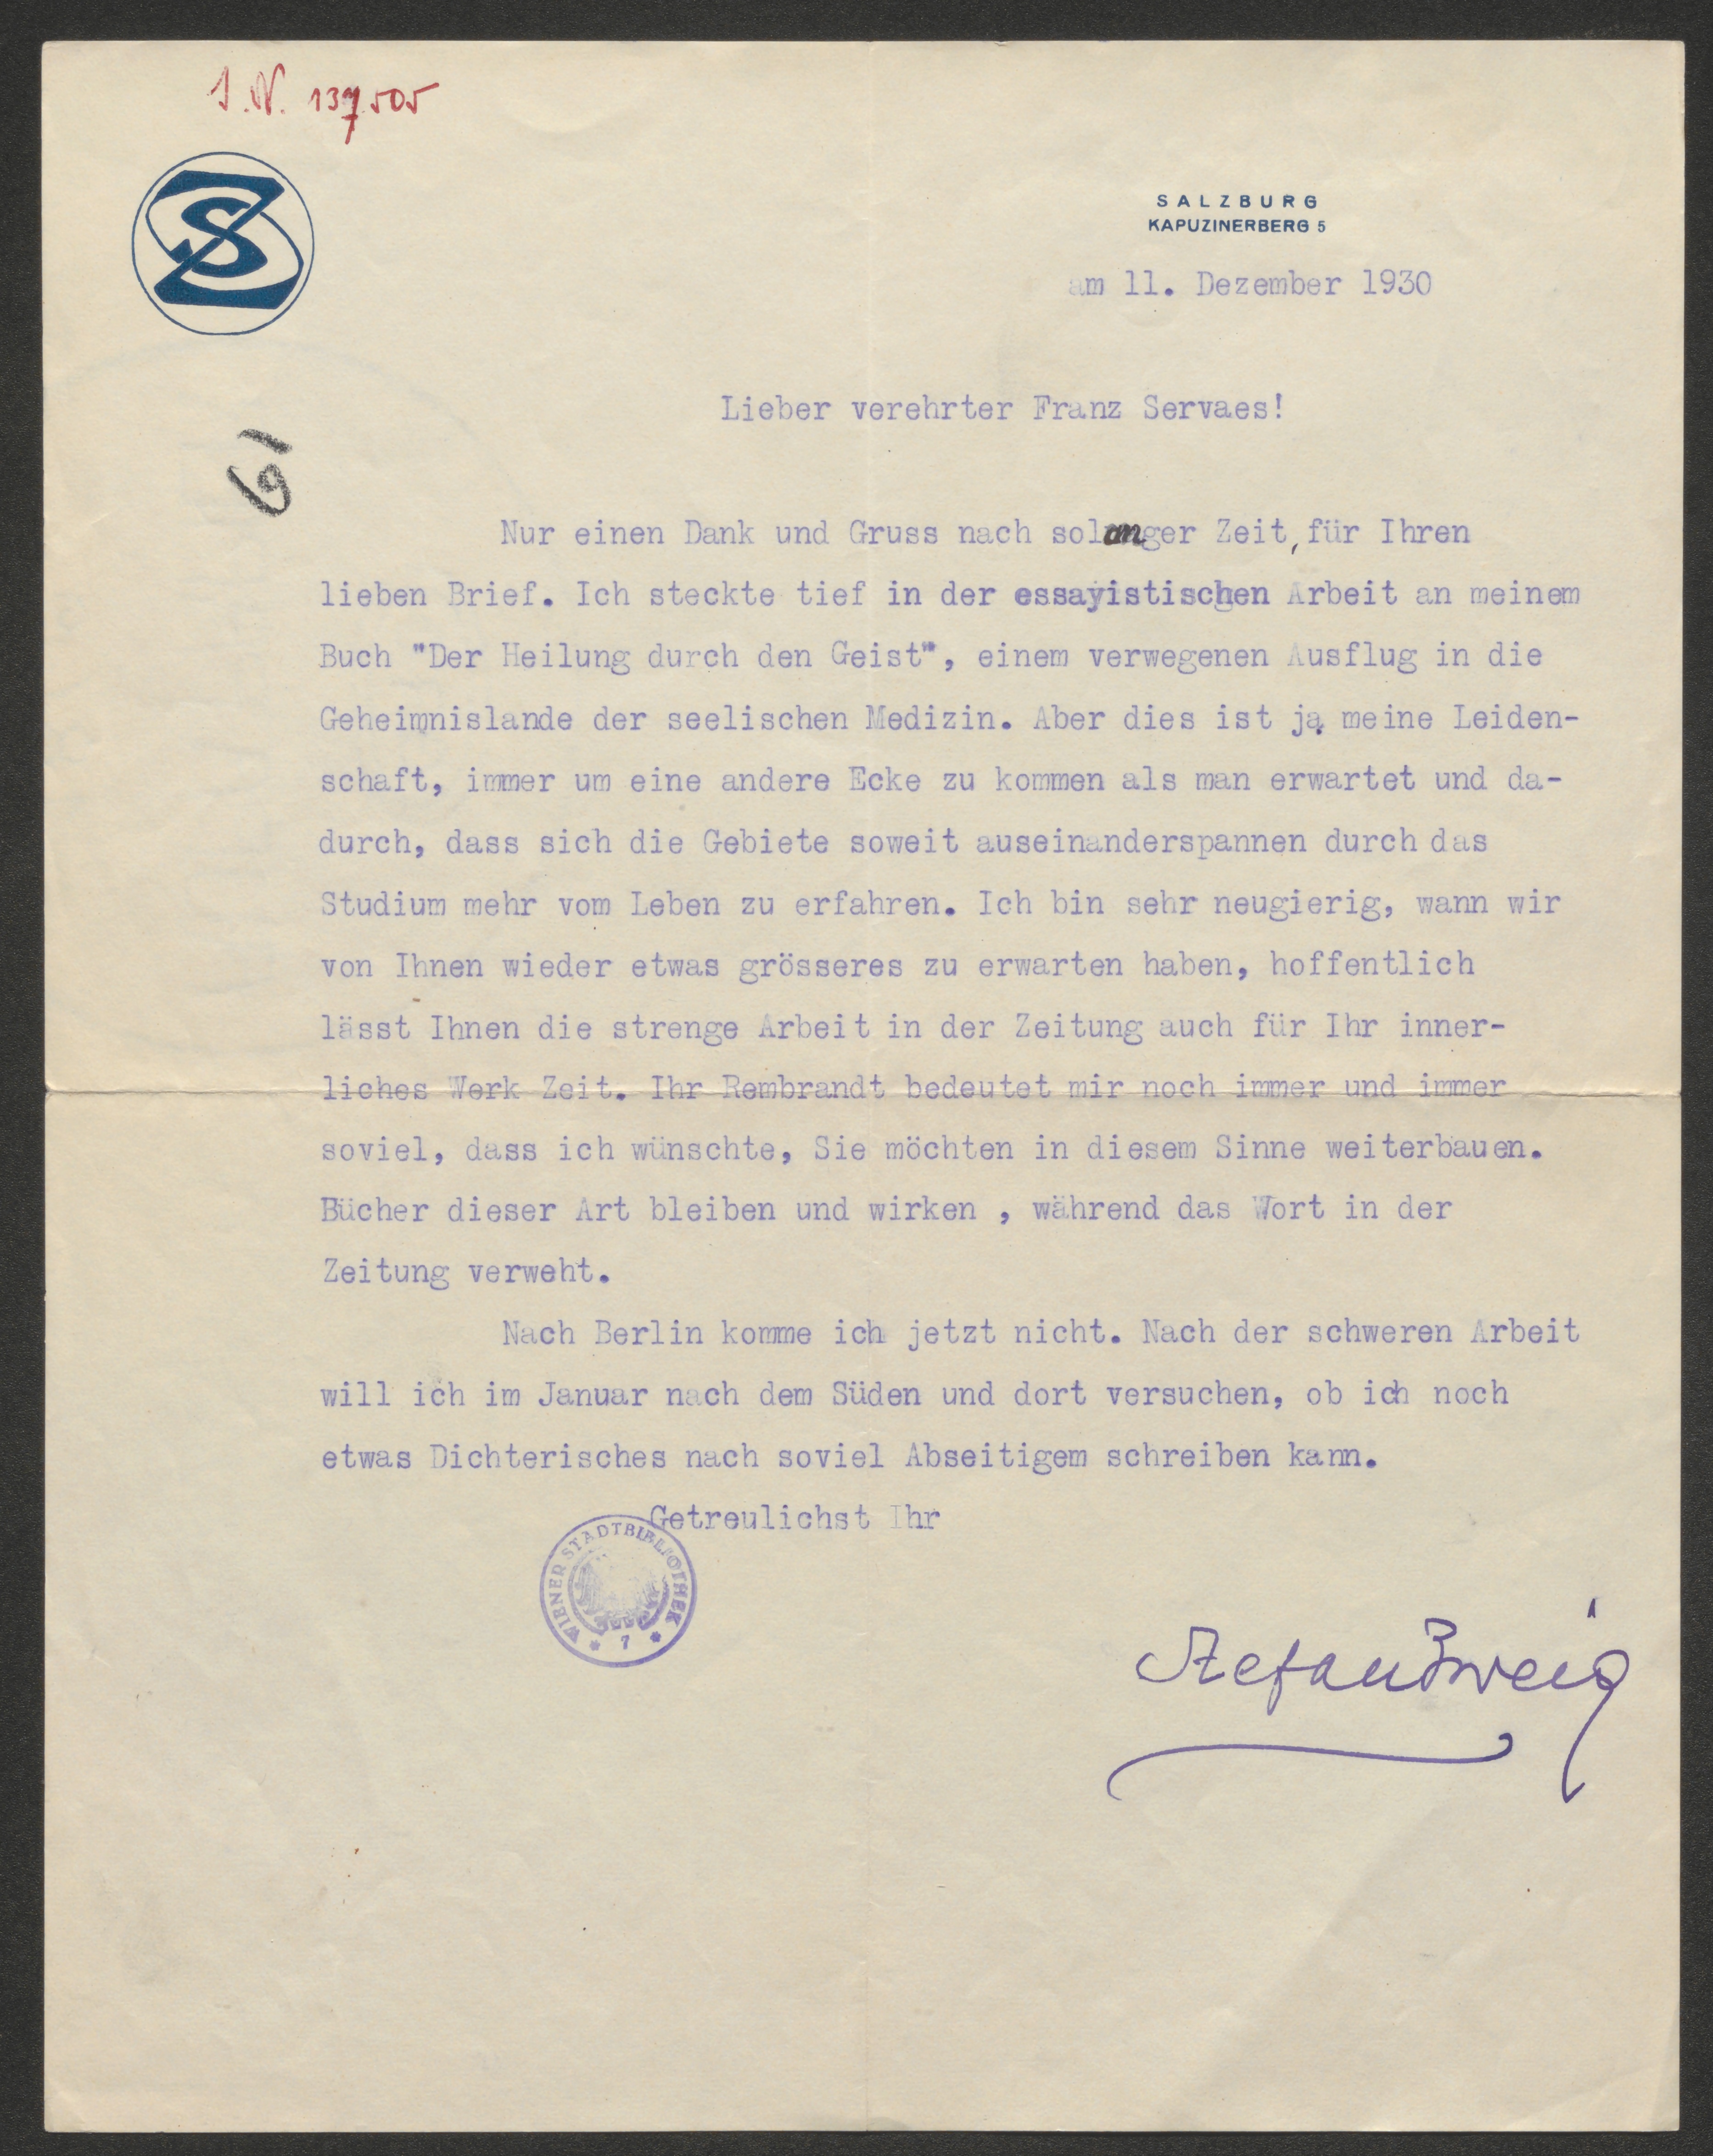 I.N. 137.505
SZ
SALZBURG
KAPUZINERBERG 5
am 11. Dezember 1930
Lieber verehrter Franz Servaes!
Nur einen Dank und Gruss nach solanger Zeit, für Ihren
lieben Brief. Ich steckte tief in der essayistischen Arbeit an meinem
Buch "Der Heilung durch den Geist", einem verwegenen Ausflug in die
Geheimnislande der seelischen Medizin. Aber dies ist ja meine Leiden-
schaft, immer um eine andere Ecke zu kommen als man erwartet und da-
durch, dass sich die Gebiete soweit auseinanderspannen durch das
Studium mehr vom Leben zu erfahren. Ich bin sehr neugierig, wann wir
von Ihnen wieder etwas grösseres zu erwarten haben, hoffentlich
lässt Ihnen die strenge Arbeit in der Zeitung auch für Ihr inner-
liches Werk Zeit. Ihr Rembrandt bedeutet mir noch immer und immer
soviel, dass ich wünschte, Sie möchten in diesem Sinne weiterbauen.
Bücher dieser Art bleiben und wirken , während das Wort in der
Zeitung verweht.
Nach Berlin komme ich jetzt nicht. Nach der schweren Arbeit
will ich im Januar nach dem Süden und dort versuchen, ob ich noch
etwas Dichterisches nach soviel Abseitigem schreiben kann.
Getreulichst Ihr
WIENER STADTBIBLIOTHEK * 7 *
Stefan Zweig